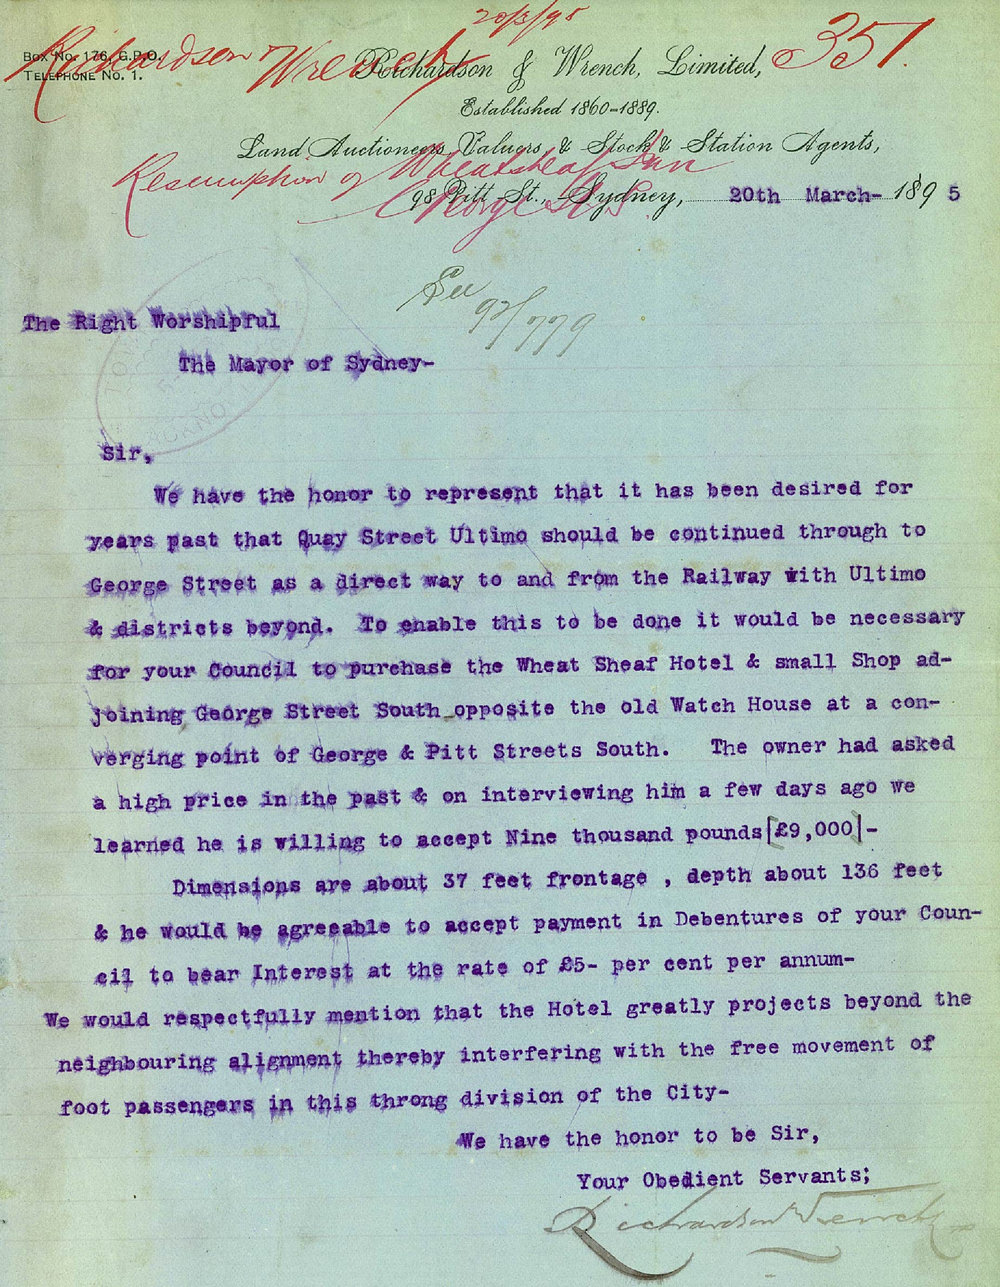 20/3/95
Richardson & Wrench 351.
Box No. 176, G.P.O.
Telephone No. 1.
Richardson & Wrench, Limited,
Established 1860-1889.
Land Auctioneers Valuers, & Stock & Station Agents,
Resumption of Wheatsheaf Inn
George St S.
98 Pitt St., Sydney, 20th March- 1895
See
92/779
The Right Worshipful
The Mayor of Sydney-
Sir,
We have the honor to represent that it has been desired for
years past that Quay Street Ultimo should be continued through to
George Street as a direct way to and from the Railway with Ultimo
& districts beyond. To enable this to be done it would be necessary
for your Council to purchase the Wheat Sheaf Hotel & small Shop ad-
joining George Street South opposite the old Watch House at a con-
verging point of George & Pitt Streets South. The owner had asked
a high price in the past & on interviewing him a few days ago we
learned he is willing to accept Nine thousand pounds[£9,000]-
Dimensions are about 37 feet frontage , depth about 136 feet
& he would be agreeable to accept payment in Debentures of your Coun-
cil to bear Interest at the rate of £5- per cent per annum-
We would respectfully mention that the Hotel greatly projects beyond the
neighbouring alignment thereby interfering with the free movement of
foot passengers in this throng division of the City-
We have the honor to be Sir,
Your Obedient Servants;
Richardson & Wrench